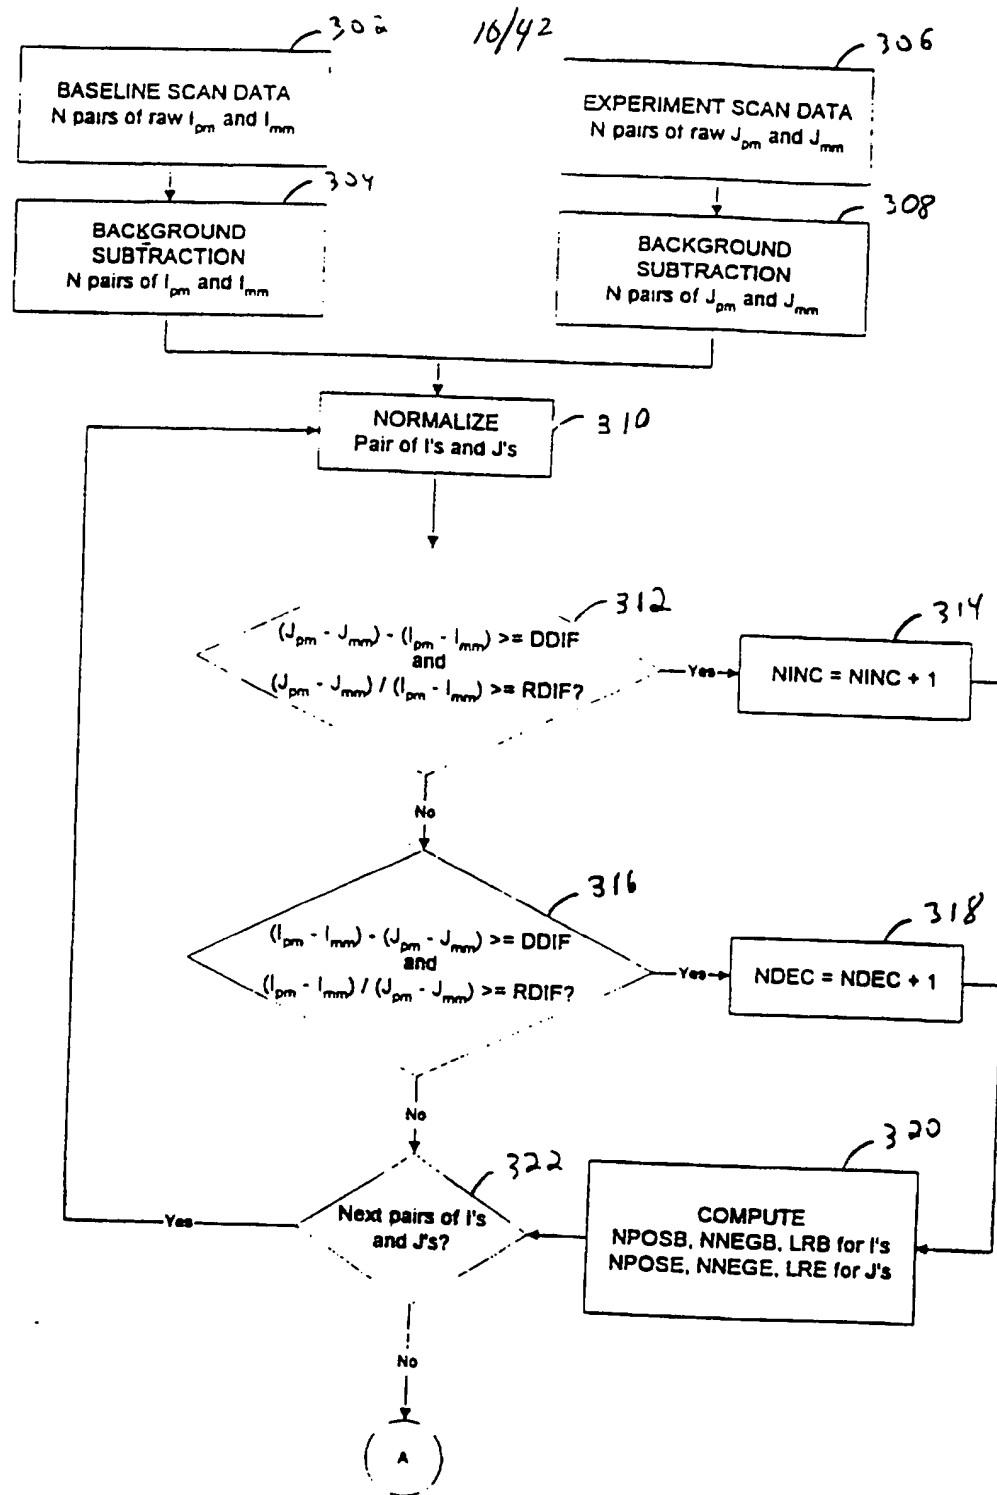 10/42
302
BASELINE SCAN DATA
N pairs of raw Ipm and Imm
306
EXPERIMENT SCAN DATA
N pairs of raw Jpm and Jmm
304
BACKGROUND
SUBTRACTION
N pairs of Ipm and Imm
308
BACKGROUND
SUBTRACTION
N pairs of Jpm and Jmm
NORMALIZE
Pair of I's and J's
310
312
(Jpm - Jmm) - (Ipm - Imm) >= DDIF
and
(Jpm - Jmm) / (Ipm - Imm) >= RDIF?
Yes
314
NINC = NINC + 1
No
316
(Ipm - Imm) - (Jpm - Jmm) >= DDIF
and
(Ipm - Imm) / (Jpm - Jmm) >= RDIF?
Yes
318
NDEC = NDEC + 1
No
322
Next pairs of I's
and J's?
Yes
320
COMPUTE
NPOSB, NNEGB, LRB for I's
NPOSE, NNEGE, LRE for J's
No
A